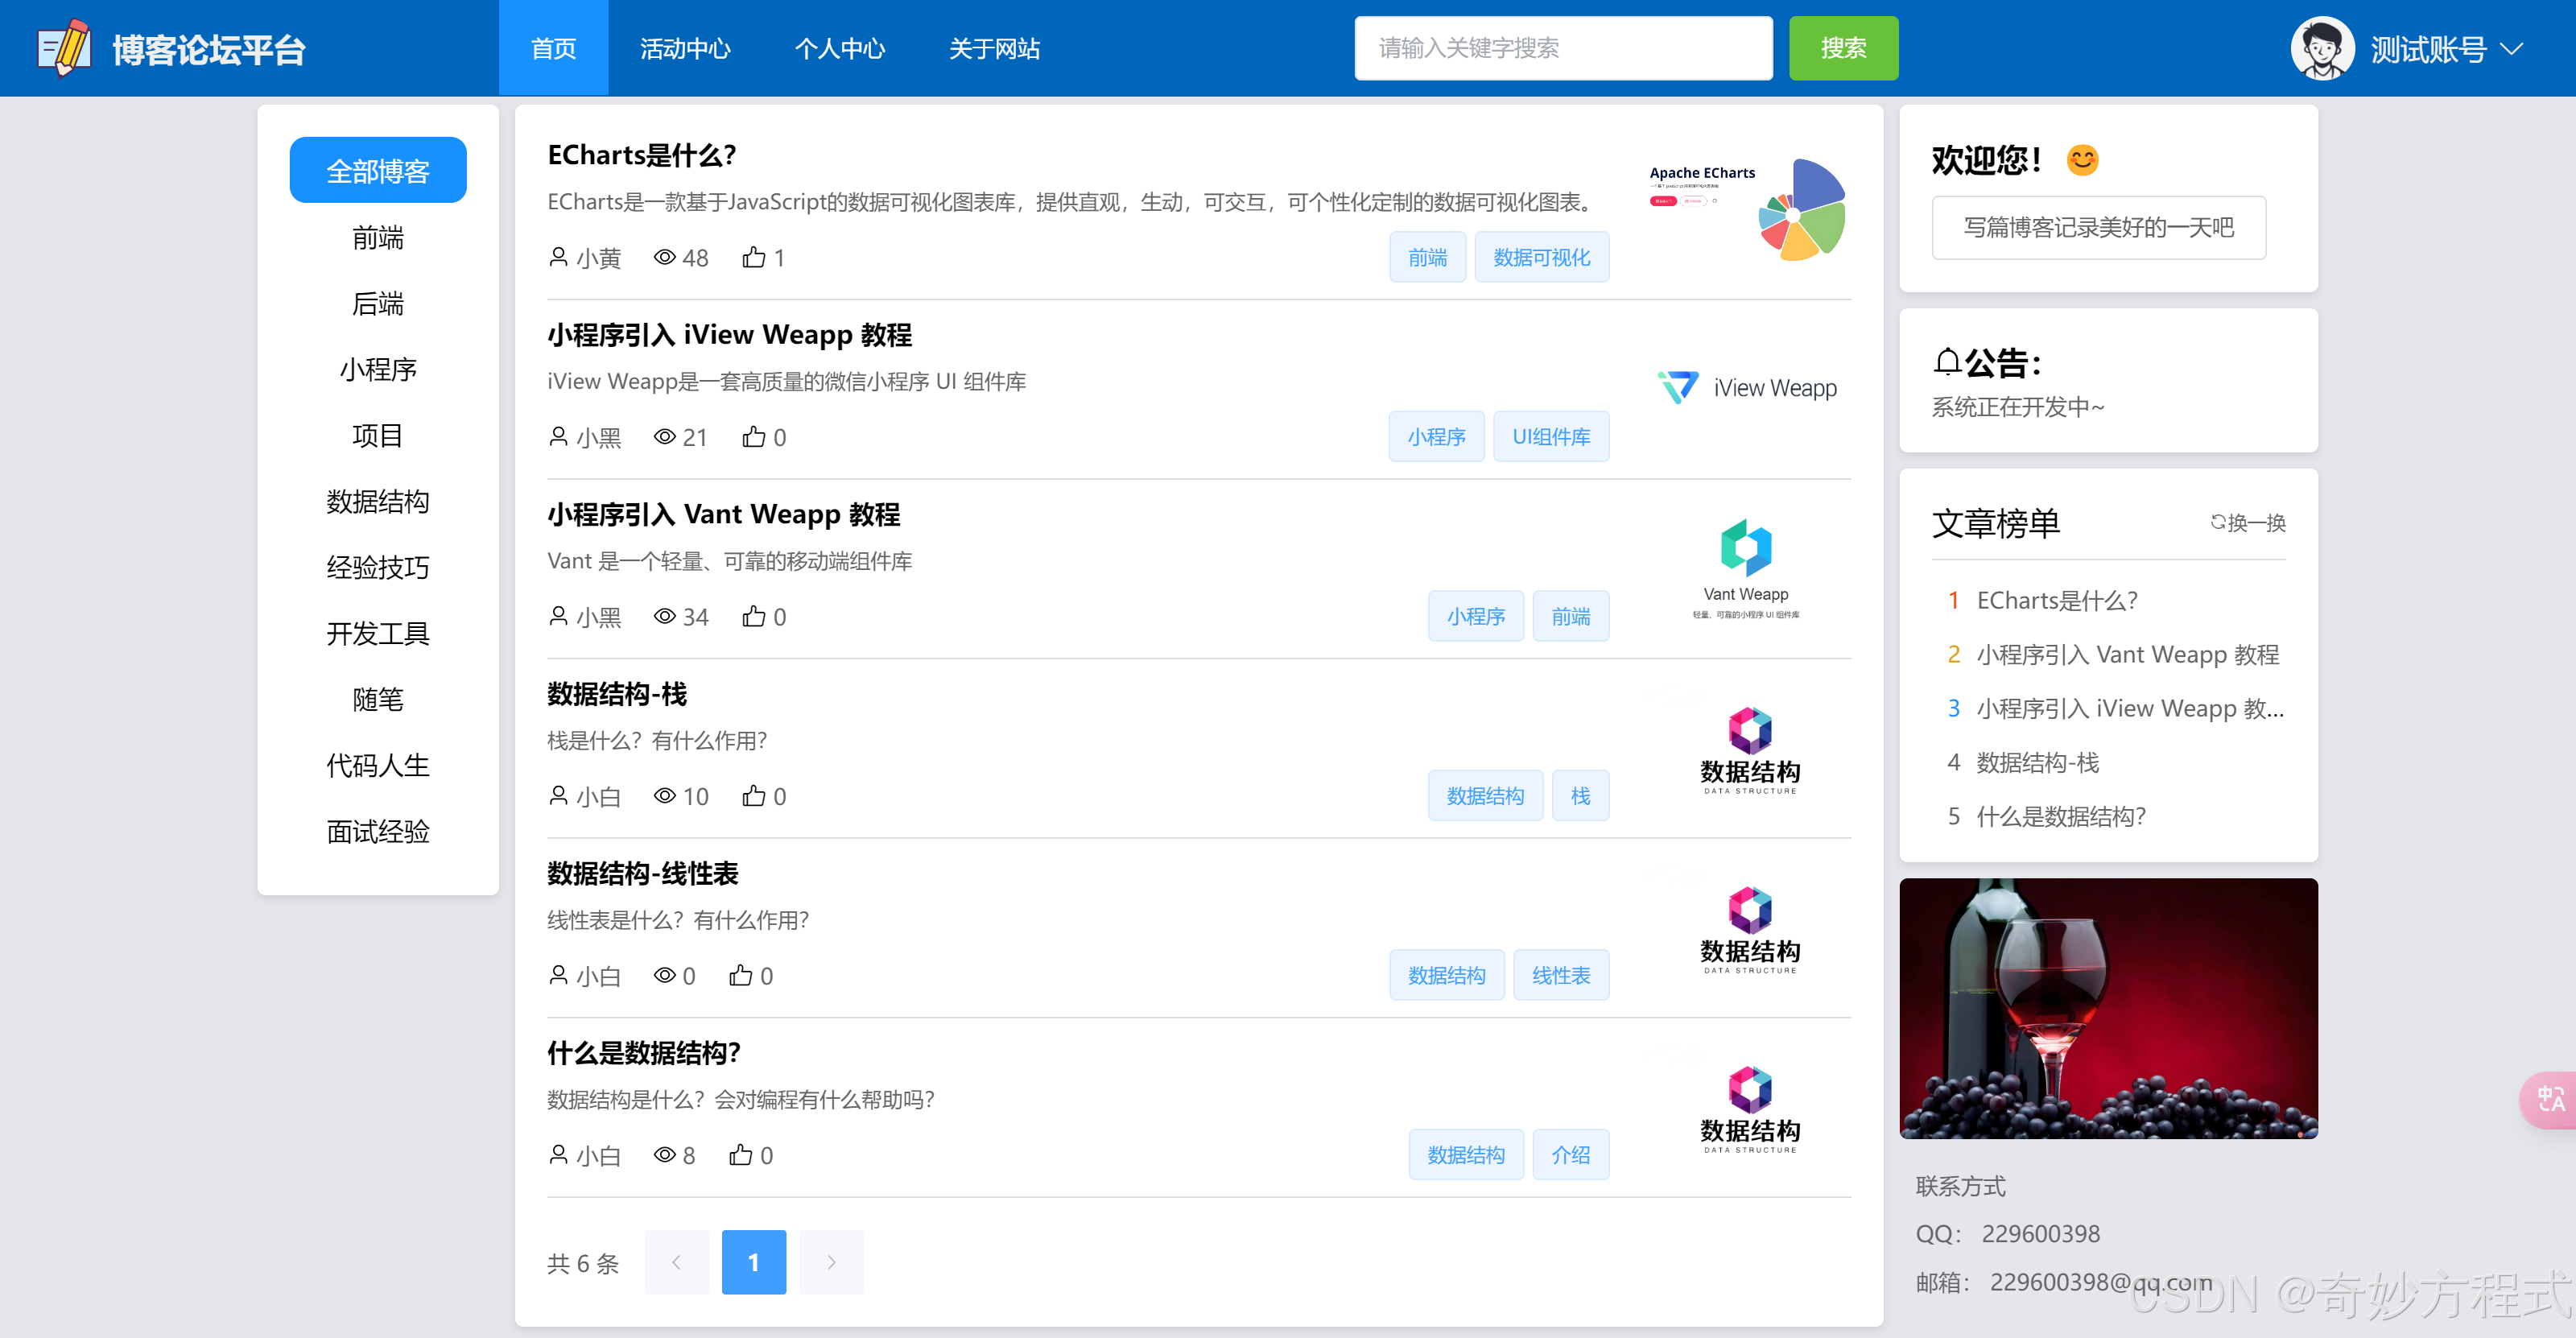 博客论坛平台
首页
活动中心
个人中心
关于网站
请输入关键字搜索
搜索
测试账号
全部博客
前端
后端
小程序
项目
数据结构
经验技巧
开发工具
随笔
代码人生
面试经验
ECharts是什么?
ECharts是一款基于JavaScript的数据可视化图表库，提供直观，生动，可交互，可个性化定制的数据可视化图表。
小黄 48 1
前端 数据可视化
Apache ECharts
小程序引入 iView Weapp 教程
iView Weapp是一套高质量的微信小程序 UI 组件库
小黑 21 0
小程序 UI组件库
iView Weapp
小程序引入 Vant Weapp 教程
Vant 是一个轻量、可靠的移动端组件库
小黑 34 0
小程序 前端
Vant Weapp
轻量、可靠的小程序 UI 组件库
数据结构-栈
栈是什么？有什么作用?
小白 10 0
数据结构 栈
数据结构
DATA STRUCTURE
数据结构-线性表
线性表是什么？有什么作用?
小白 0 0
数据结构 线性表
数据结构
DATA STRUCTURE
什么是数据结构?
数据结构是什么？会对编程有什么帮助吗?
小白 8 0
数据结构 介绍
数据结构
DATA STRUCTURE
共 6 条
1
欢迎您！
写篇博客记录美好的一天吧
公告：
系统正在开发中~
文章榜单
换一换
1 ECharts是什么?
2 小程序引入 Vant Weapp 教程
3 小程序引入 iView Weapp 教...
4 数据结构-栈
5 什么是数据结构?
联系方式
QQ： 229600398
邮箱： 229600398@qq.com
CSDN @奇妙方程式
中A